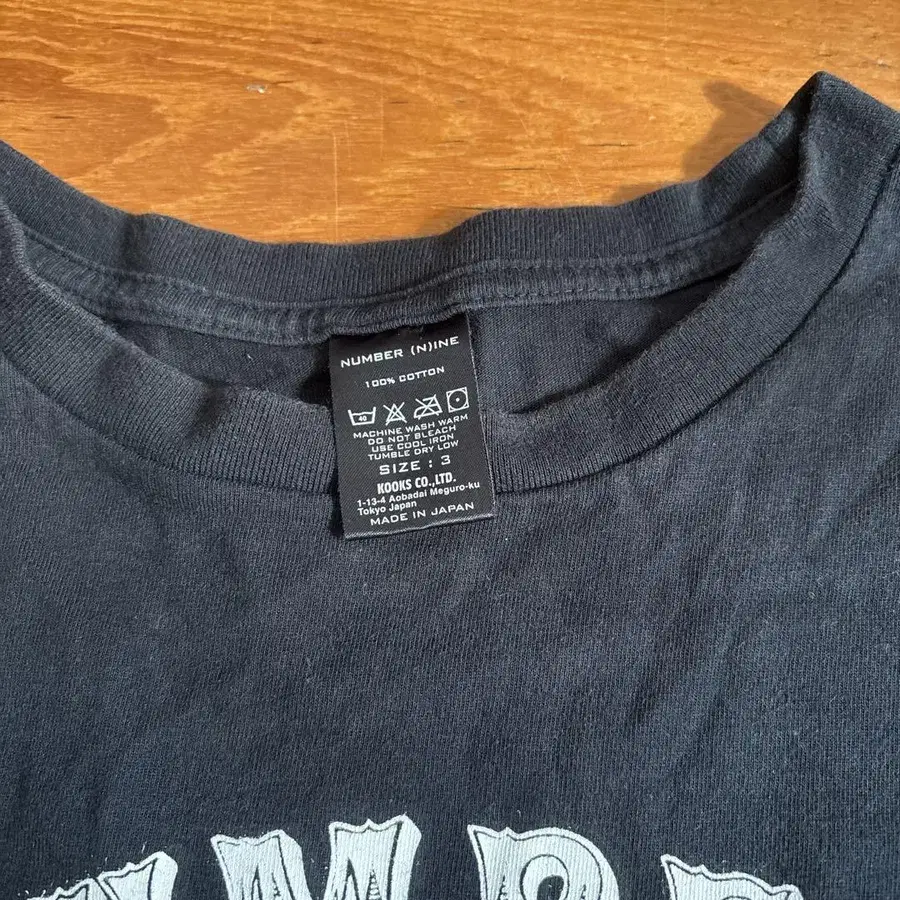 NUMBER (N)INE
100% COTTON
40
MACHINE WASH WARM
DO NOT BLEACH
USE COOL IRON
TUMBLE DRY LOW
SIZE : 3
KOOKS CO.,LTD.
1-13-4 Aobadai Meguro-ku
Tokyo Japan
MADE IN JAPAN